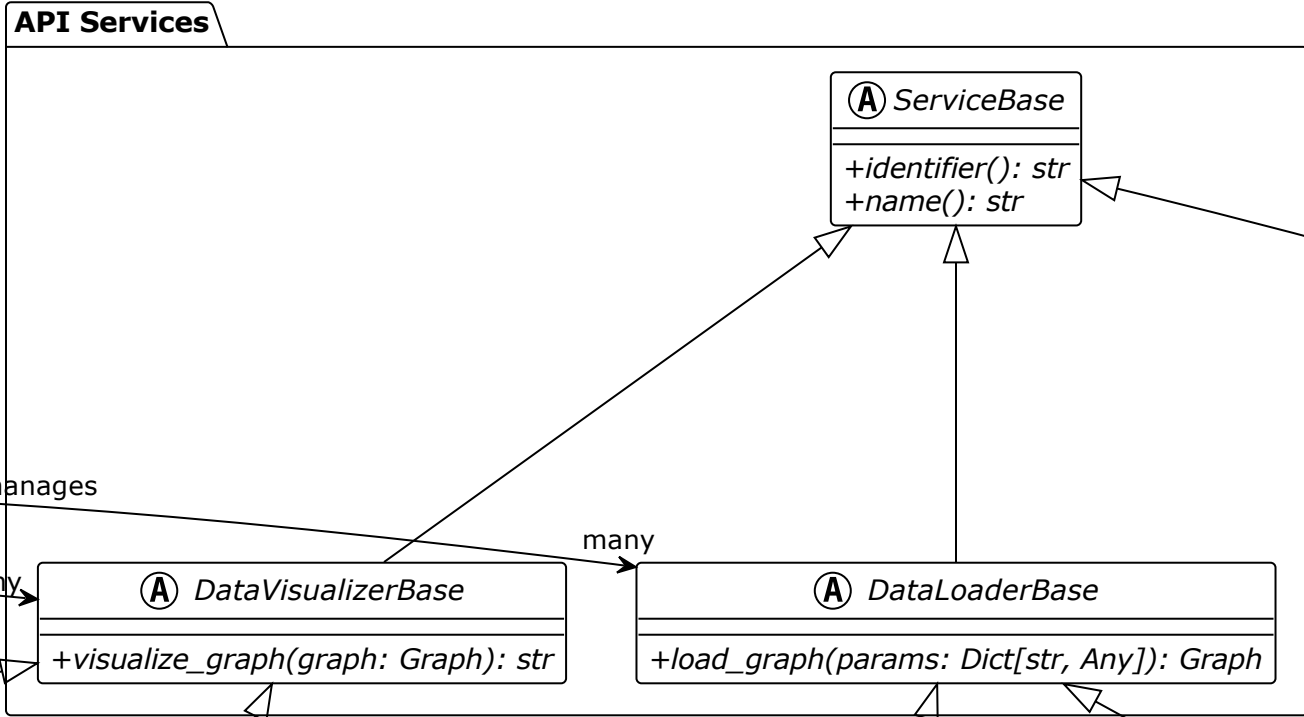 API Services
A ServiceBase
+identifier(): str
+name(): str
anages
many
A DataVisualizerBase
+visualize_graph(graph: Graph): str
A DataLoaderBase
+load_graph(params: Dict[str, Any]): Graph